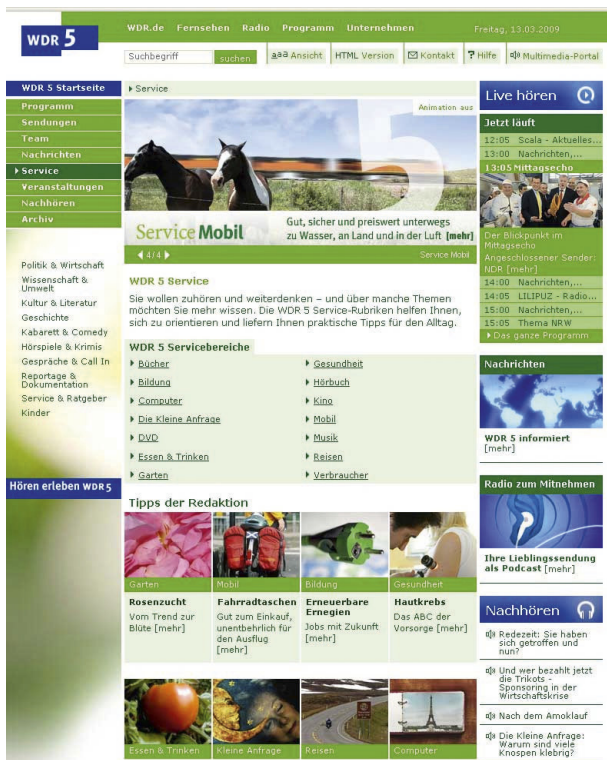 WDR 5
WDR.de Fernsehen Radio Programm Unternehmen
Freitag, 13.03.2009
Suchbegriff suchen
aaa Ansicht HTML Version Kontakt ? Hilfe Multimedia-Portal
WDR 5 Startseite
Programm
Sendungen
Team
Nachrichten
Service
Veranstaltungen
Nachhören
Archiv
Politik & Wirtschaft
Wissenschaft &
Umwelt
Kultur & Literatur
Geschichte
Kabarett & Comedy
Hörspiele & Krimis
Gespräche & Call In
Reportage &
Dokumentation
Service & Ratgeber
Kinder
Hören erleben WDR 5
Service
Animation aus
5
Service Mobil
Gut, sicher und preiswert unterwegs
zu Wasser, an Land und in der Luft [mehr]
4/4
Service Mobil
WDR 5 Service
Sie wollen zuhören und weiterdenken – und über manche Themen
möchten Sie mehr wissen. Die WDR 5 Service-Rubriken helfen Ihnen,
sich zu orientieren und liefern Ihnen praktische Tipps für den Alltag.
WDR 5 Servicebereiche
Bücher
Bildung
Computer
Die Kleine Anfrage
DVD
Essen & Trinken
Garten
Gesundheit
Hörbuch
Kino
Mobil
Musik
Reisen
Verbraucher
Tipps der Redaktion
Garten
Rosenzucht
Vom Trend zur
Blüte [mehr]
Mobil
Fahrradtaschen
Gut zum Einkauf,
unentbehrlich für
den Ausflug
[mehr]
Bildung
Erneuerbare
Ernegien
Jobs mit Zukunft
[mehr]
Gesundheit
Hautkrebs
Das ABC der
Vorsorge [mehr]
Essen & Trinken
Kleine Anfrage
Reisen
Computer
Live hören
Jetzt läuft
12:05 Scala - Aktuelles...
13:00 Nachrichten,...
13:05 Mittagsecho
Der Blickpunkt im
Mittagsecho
Angeschlossener Sender:
NDR [mehr]
14:00 Nachrichten,...
14:05 LILIPUZ - Radio...
15:00 Nachrichten,...
15:05 Thema NRW
Das ganze Programm
Nachrichten
WDR 5 informiert
[mehr]
Radio zum Mitnehmen
Ihre Lieblingssendung
als Podcast [mehr]
Nachhören
Redezeit: Sie haben
sich getroffen und
nun?
Und wer bezahlt jetzt
die Trikots -
Sponsoring in der
Wirtschaftskrise
Nach dem Amoklauf
Die Kleine Anfrage:
Warum sind viele
Knospen klebrig?